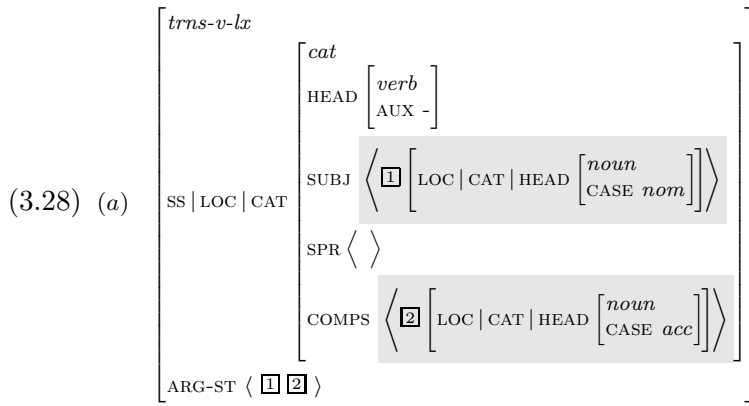 trns-v-lx
cat
HEAD [verb
AUX -]
SUBJ ⟨ 1 [LOC | CAT | HEAD [noun
CASE nom]] ⟩
(3.28) (a) SS | LOC | CAT
SPR ⟨ ⟩
COMPS ⟨ 2 [LOC | CAT | HEAD [noun
CASE acc]] ⟩
ARG-ST ⟨ 1 2 ⟩